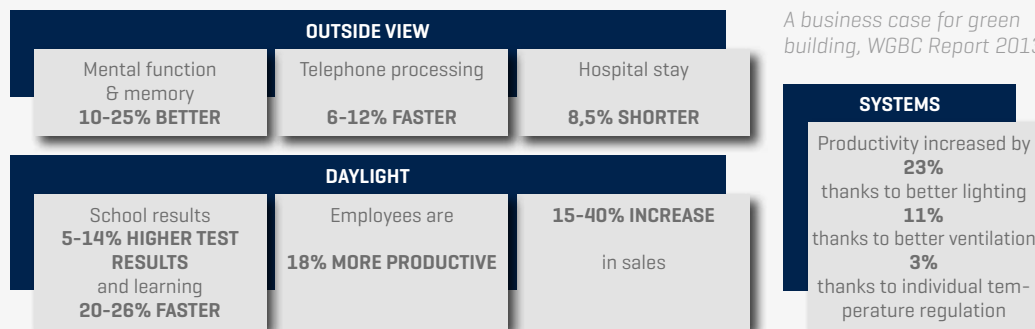 OUTSIDE VIEW
Mental function
& memory
10-25% BETTER
Telephone processing
6-12% FASTER
Hospital stay
8,5% SHORTER
DAYLIGHT
School results
5-14% HIGHER TEST
RESULTS
and learning
20-26% FASTER
Employees are
18% MORE PRODUCTIVE
15-40% INCREASE
in sales
A business case for green
building, WGBC Report 2013
SYSTEMS
Productivity increased by
23%
thanks to better lighting
11%
thanks to better ventilation
3%
thanks to individual tem-
perature regulation